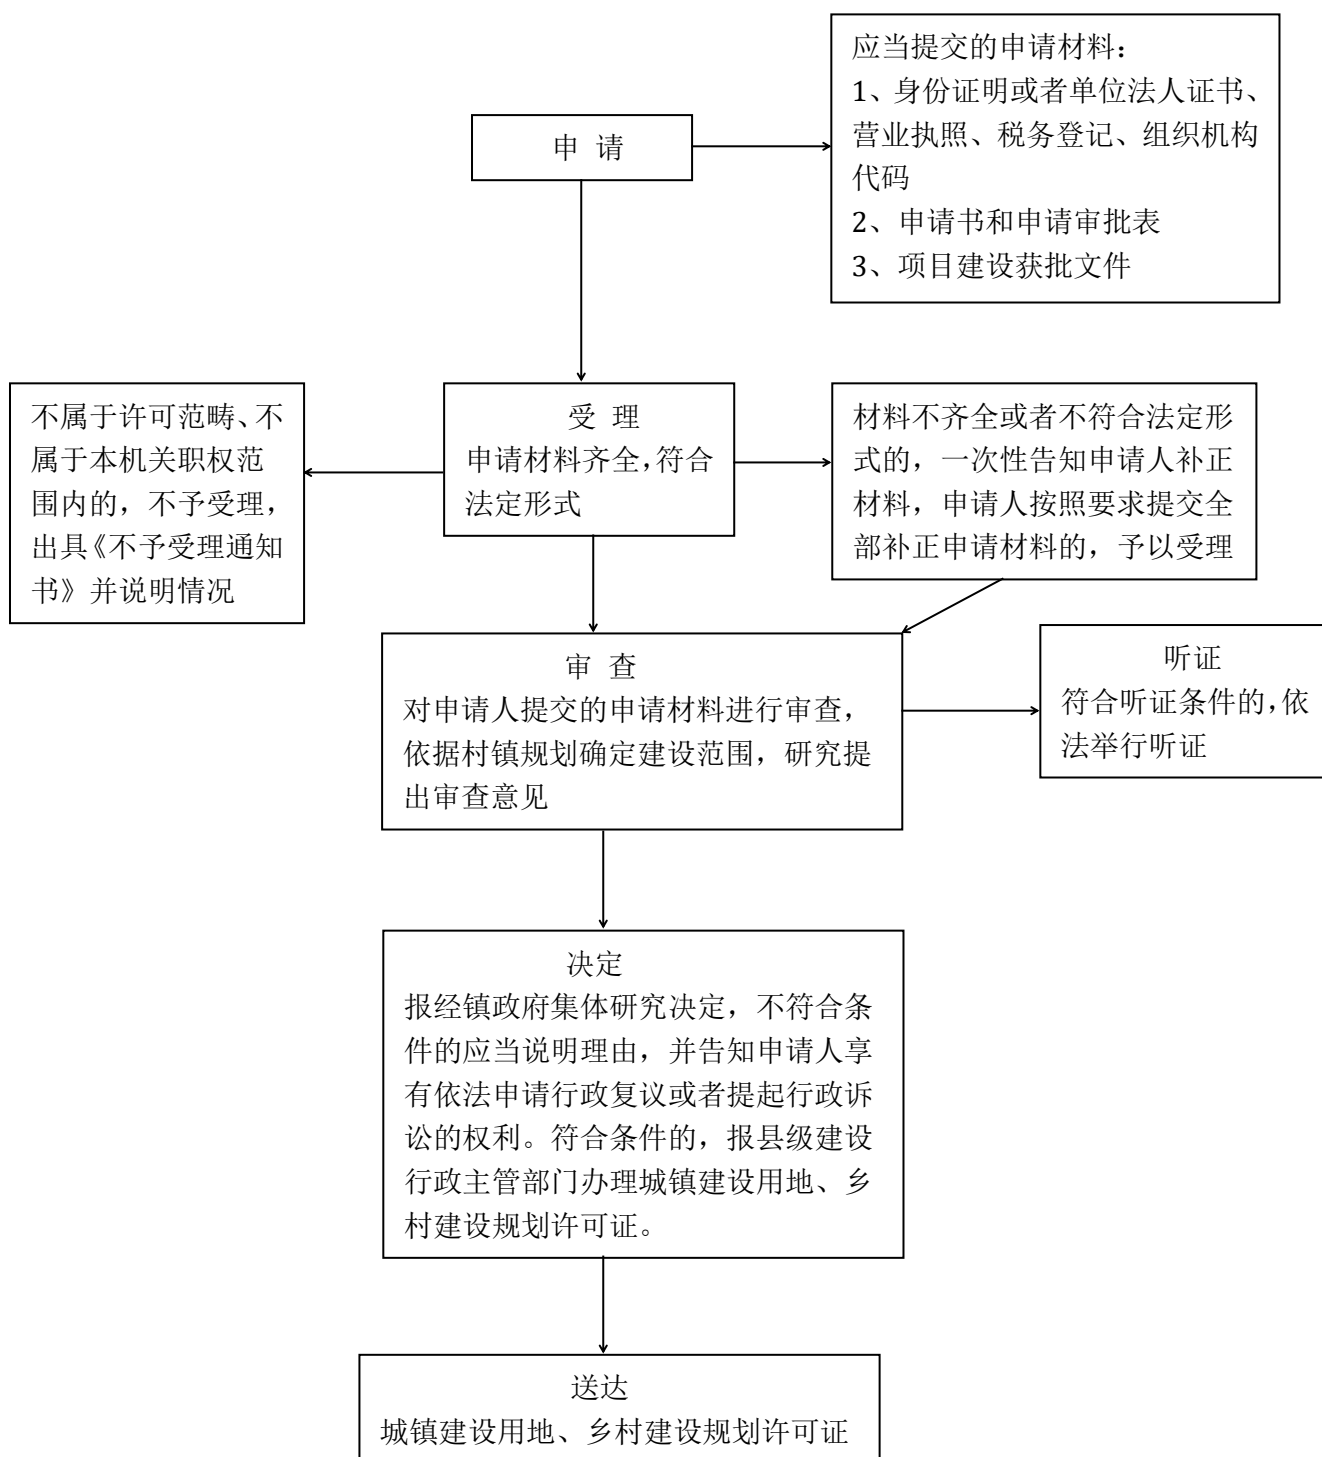 申 请
应当提交的申请材料：
1、身份证明或者单位法人证书、
营业执照、税务登记、组织机构
代码
2、申请书和申请审批表
3、项目建设获批文件
不属于许可范畴、不
属于本机关职权范
围内的，不予受理，
出具《不予受理通知
书》并说明情况
受 理
申请材料齐全，符合
法定形式
材料不齐全或者不符合法定形
式的，一次性告知申请人补正
材料，申请人按照要求提交全
部补正申请材料的，予以受理
审 查
对申请人提交的申请材料进行审查，
依据村镇规划确定建设范围，研究提
出审查意见
听证
符合听证条件的，依
法举行听证
决定
报经镇政府集体研究决定，不符合条
件的应当说明理由，并告知申请人享
有依法申请行政复议或者提起行政诉
讼的权利。符合条件的，报县级建设
行政主管部门办理城镇建设用地、乡
村建设规划许可证。
送达
城镇建设用地、乡村建设规划许可证